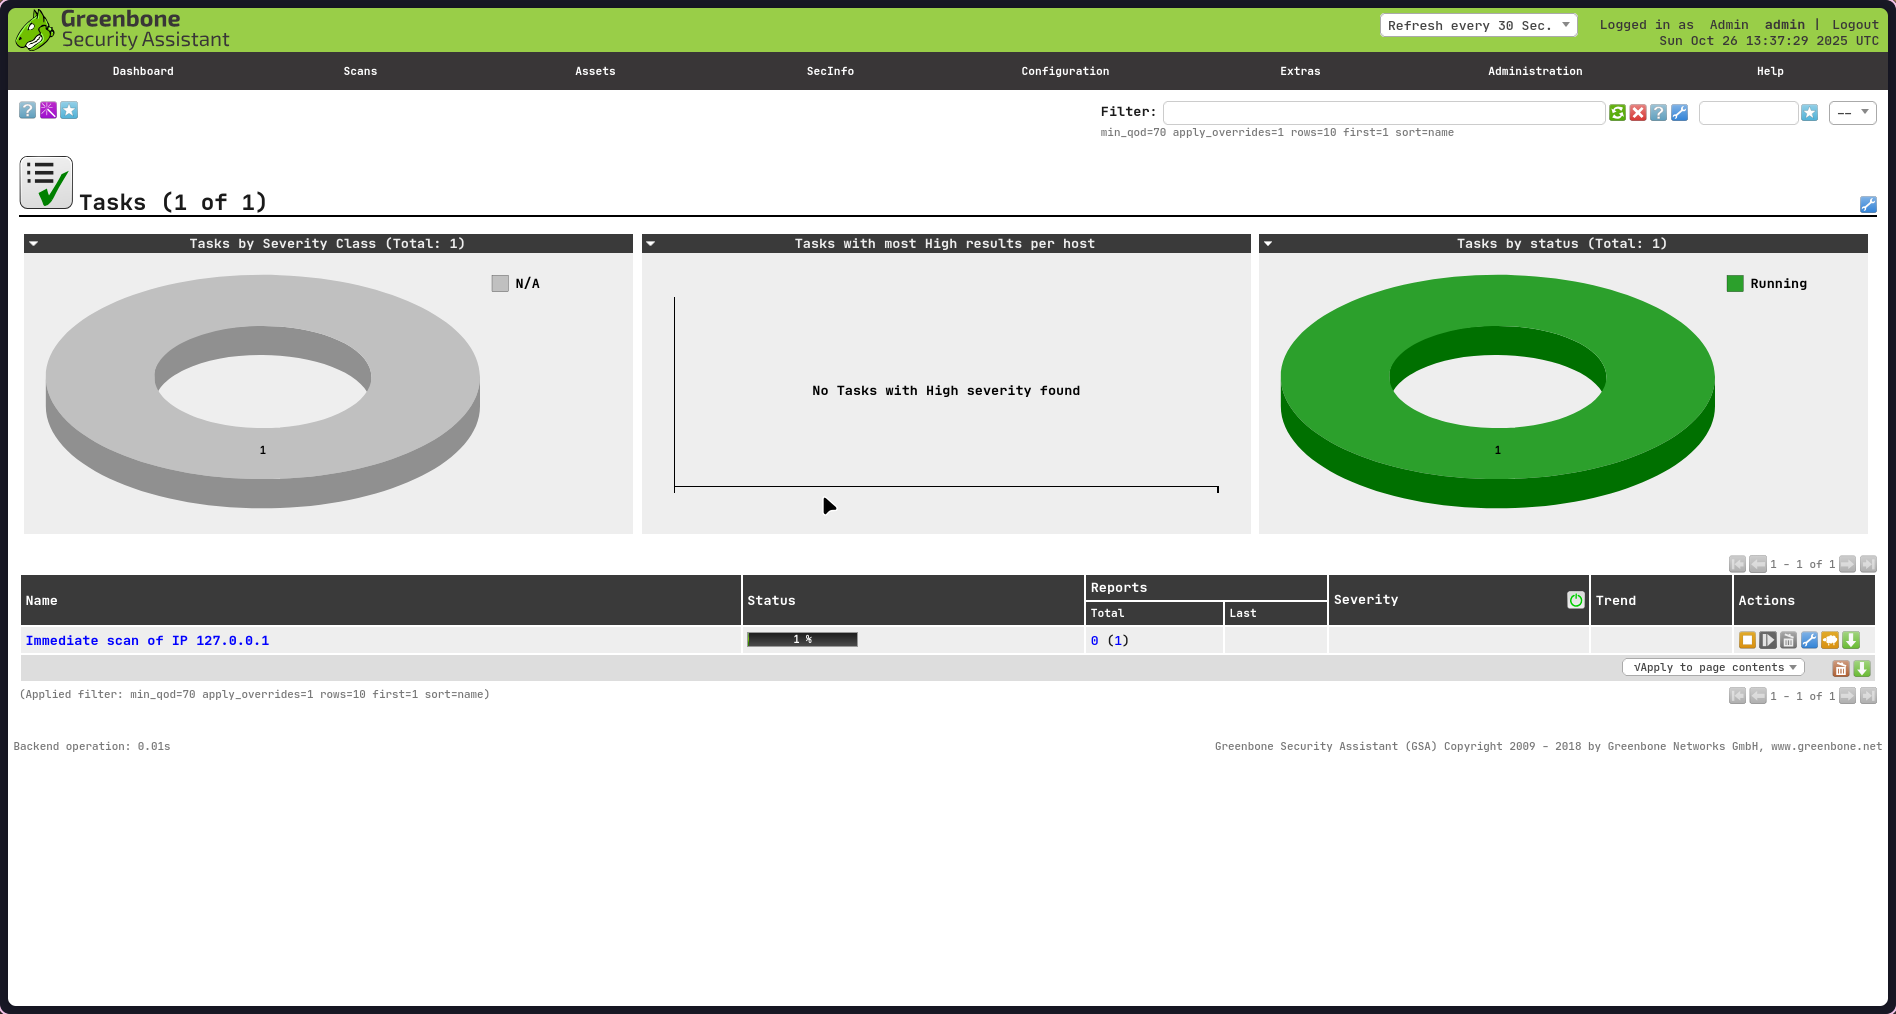 Greenbone
Security Assistant
Refresh every 30 Sec.
Logged in as Admin admin | Logout
Sun Oct 26 13:37:29 2025 UTC
Dashboard Scans Assets SecInfo Configuration Extras Administration Help
Filter:
--
min_qod=70 apply_overrides=1 rows=10 first=1 sort=name
Tasks (1 of 1)
Tasks by Severity Class (Total: 1)
N/A
1
Tasks with most High results per host
No Tasks with High severity found
Tasks by status (Total: 1)
Running
1
1 - 1 of 1
Name Status Reports Severity Trend Actions
Total Last
Immediate scan of IP 127.0.0.1 1 % 0 (1)
√Apply to page contents
(Applied filter: min_qod=70 apply_overrides=1 rows=10 first=1 sort=name)
1 - 1 of 1
Backend operation: 0.01s
Greenbone Security Assistant (GSA) Copyright 2009 - 2018 by Greenbone Networks GmbH, www.greenbone.net